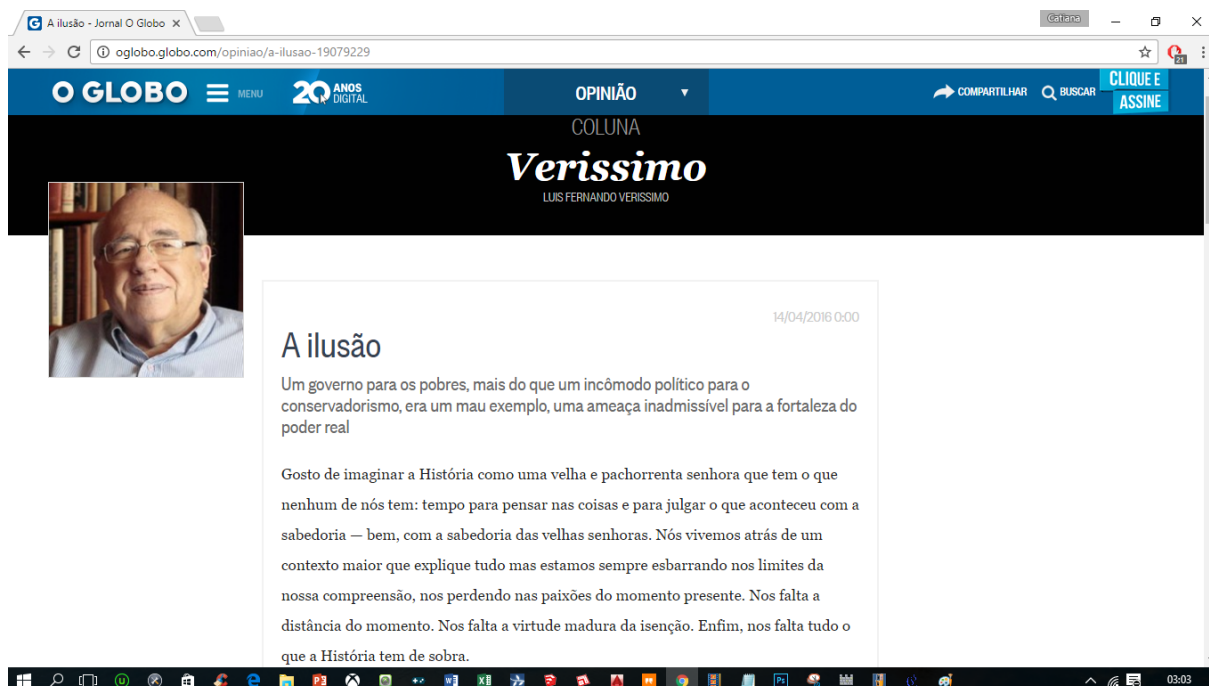 A ilusão - Jornal O Globo
Catiana
oglobo.globo.com/opiniao/a-ilusao-19079229
21
O GLOBO
MENU
20 ANOS DIGITAL
OPINIÃO
COMPARTILHAR
BUSCAR
CLIQUE E
ASSINE
COLUNA
Verissimo
LUIS FERNANDO VERISSIMO
14/04/2016 0:00
A ilusão
Um governo para os pobres, mais do que um incômodo político para o
conservadorismo, era um mau exemplo, uma ameaça inadmissível para a fortaleza do
poder real
Gosto de imaginar a História como uma velha e pachorrenta senhora que tem o que
nenhum de nós tem: tempo para pensar nas coisas e para julgar o que aconteceu com a
sabedoria — bem, com a sabedoria das velhas senhoras. Nós vivemos atrás de um
contexto maior que explique tudo mas estamos sempre esbarrando nos limites da
nossa compreensão, nos perdendo nas paixões do momento presente. Nos falta a
distância do momento. Nos falta a virtude madura da isenção. Enfim, nos falta tudo o
que a História tem de sobra.
03:03